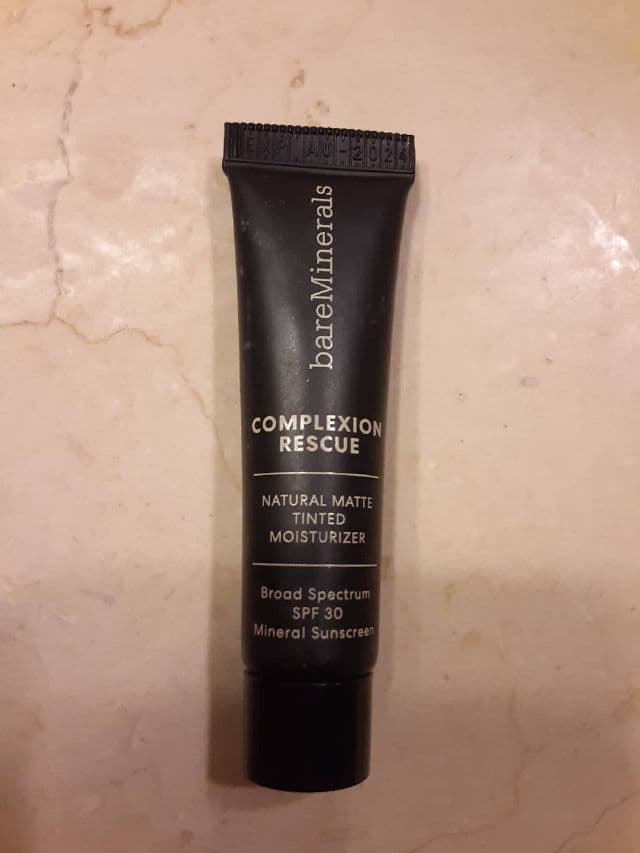 EXP. AU-2024
bareMinerals
COMPLEXION
RESCUE
NATURAL MATTE
TINTED
MOISTURIZER
Broad Spectrum
SPF 30
Mineral Sunscreen